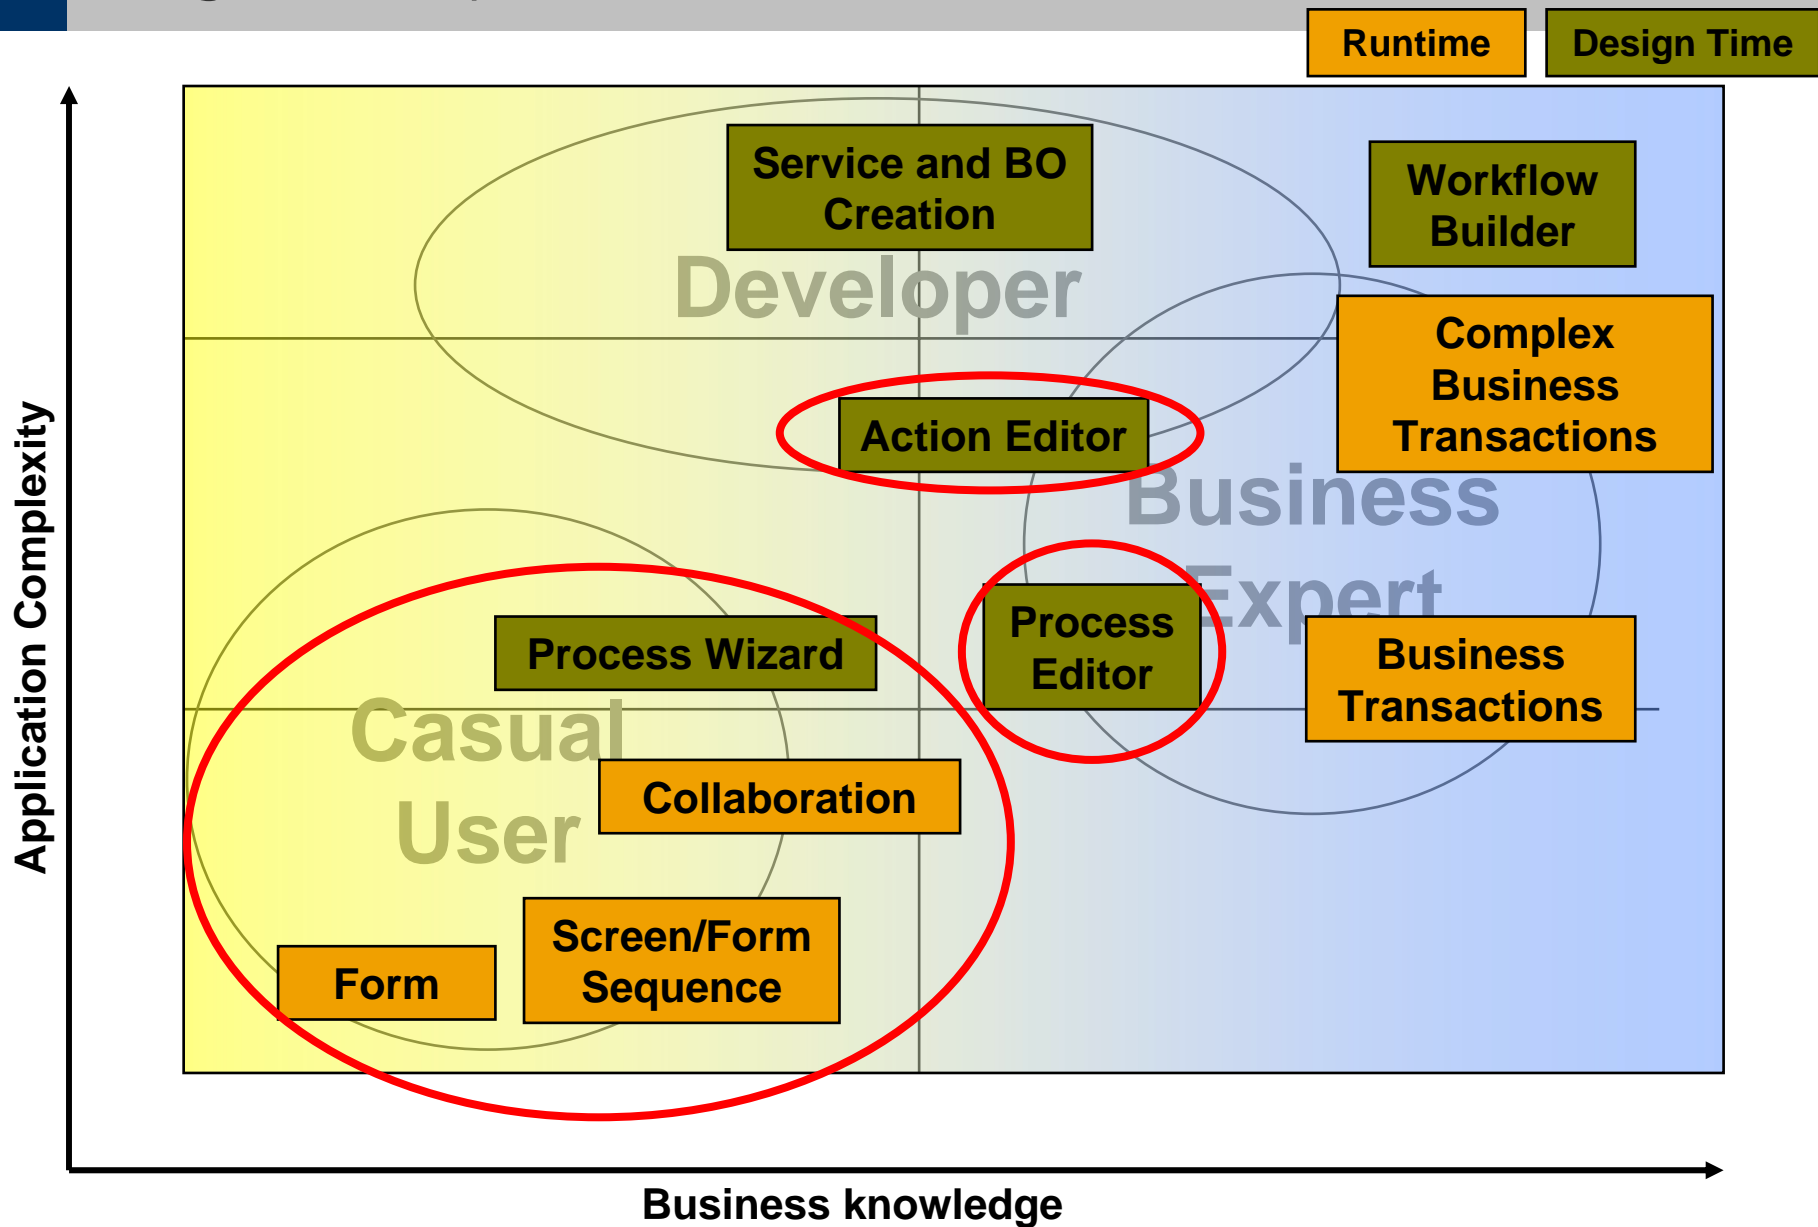 Runtime
Design Time
Service and BO
Creation
Workflow
Builder
Developer
Complex
Business
Transactions
Action Editor
Business
Expert
Process
Editor
Process Wizard
Business
Transactions
Casual
User
Collaboration
Screen/Form
Sequence
Form
Application Complexity
Business knowledge